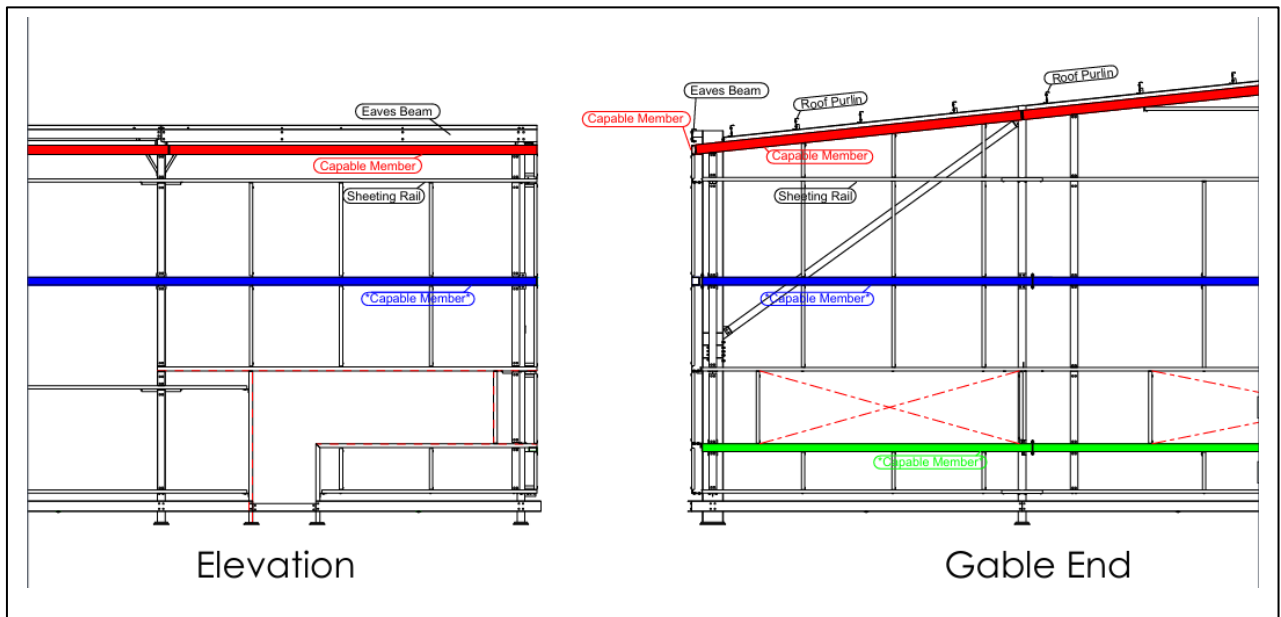 Eaves Beam
Capable Member
Sheeting Rail
"Capable Member"
Elevation
Roof Purlin
Eaves Beam
Roof Purlin
Capable Member
Capable Member
Sheeting Rail
"Capable Member"
"Capable Member"
Gable End